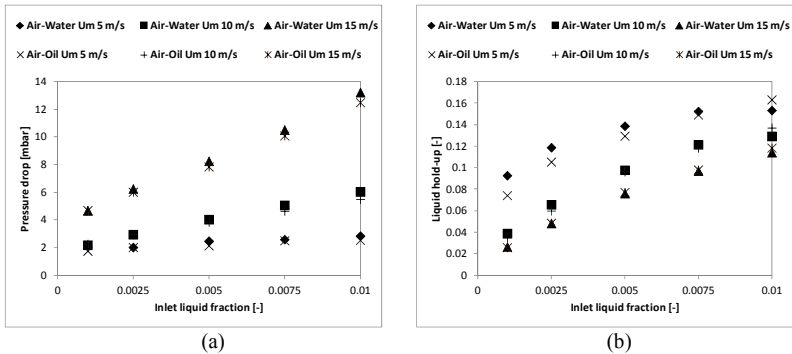 Air-Water Um 5 m/s Air-Water Um 10 m/s Air-Water Um 15 m/s
Air-Oil Um 5 m/s Air-Oil Um 10 m/s Air-Oil Um 15 m/s
14
12
10
8
6
4
2
0
Pressure drop [mbar]
0 0.0025 0.005 0.0075 0.01
Inlet liquid fraction [-]
(a)
Air-Water Um 5 m/s Air-Water Um 10 m/s Air-Water Um 15 m/s
Air-Oil Um 5 m/s Air-Oil Um 10 m/s Air-Oil Um 15 m/s
0.18
0.16
0.14
0.12
0.1
0.08
0.06
0.04
0.02
0
Liquid hold-up [-]
0 0.0025 0.005 0.0075 0.01
Inlet liquid fraction [-]
(b)